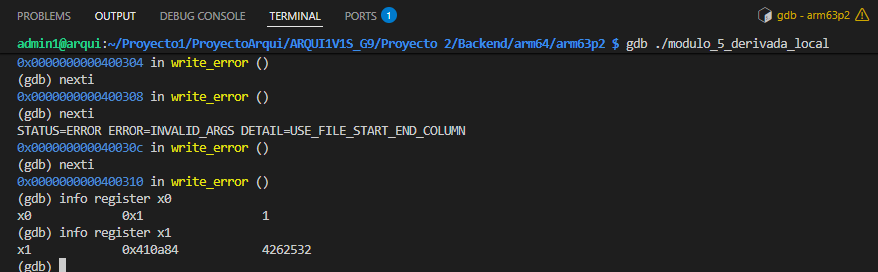 PROBLEMS OUTPUT DEBUG CONSOLE TERMINAL PORTS 1 gdb - arm63p2
admin1@arqui:~/Proyecto1/ProyectoArqui/ARQUI1V1S_G9/Proyecto 2/Backend/arm64/arm63p2 $ gdb ./modulo_5_derivada_local
0x0000000000400304 in write_error ()
(gdb) nexti
0x0000000000400308 in write_error ()
(gdb) nexti
STATUS=ERROR ERROR=INVALID_ARGS DETAIL=USE_FILE_START_END_COLUMN
0x000000000040030c in write_error ()
(gdb) nexti
0x0000000000400310 in write_error ()
(gdb) info register x0
x0 0x1 1
(gdb) info register x1
x1 0x410a84 4262532
(gdb)